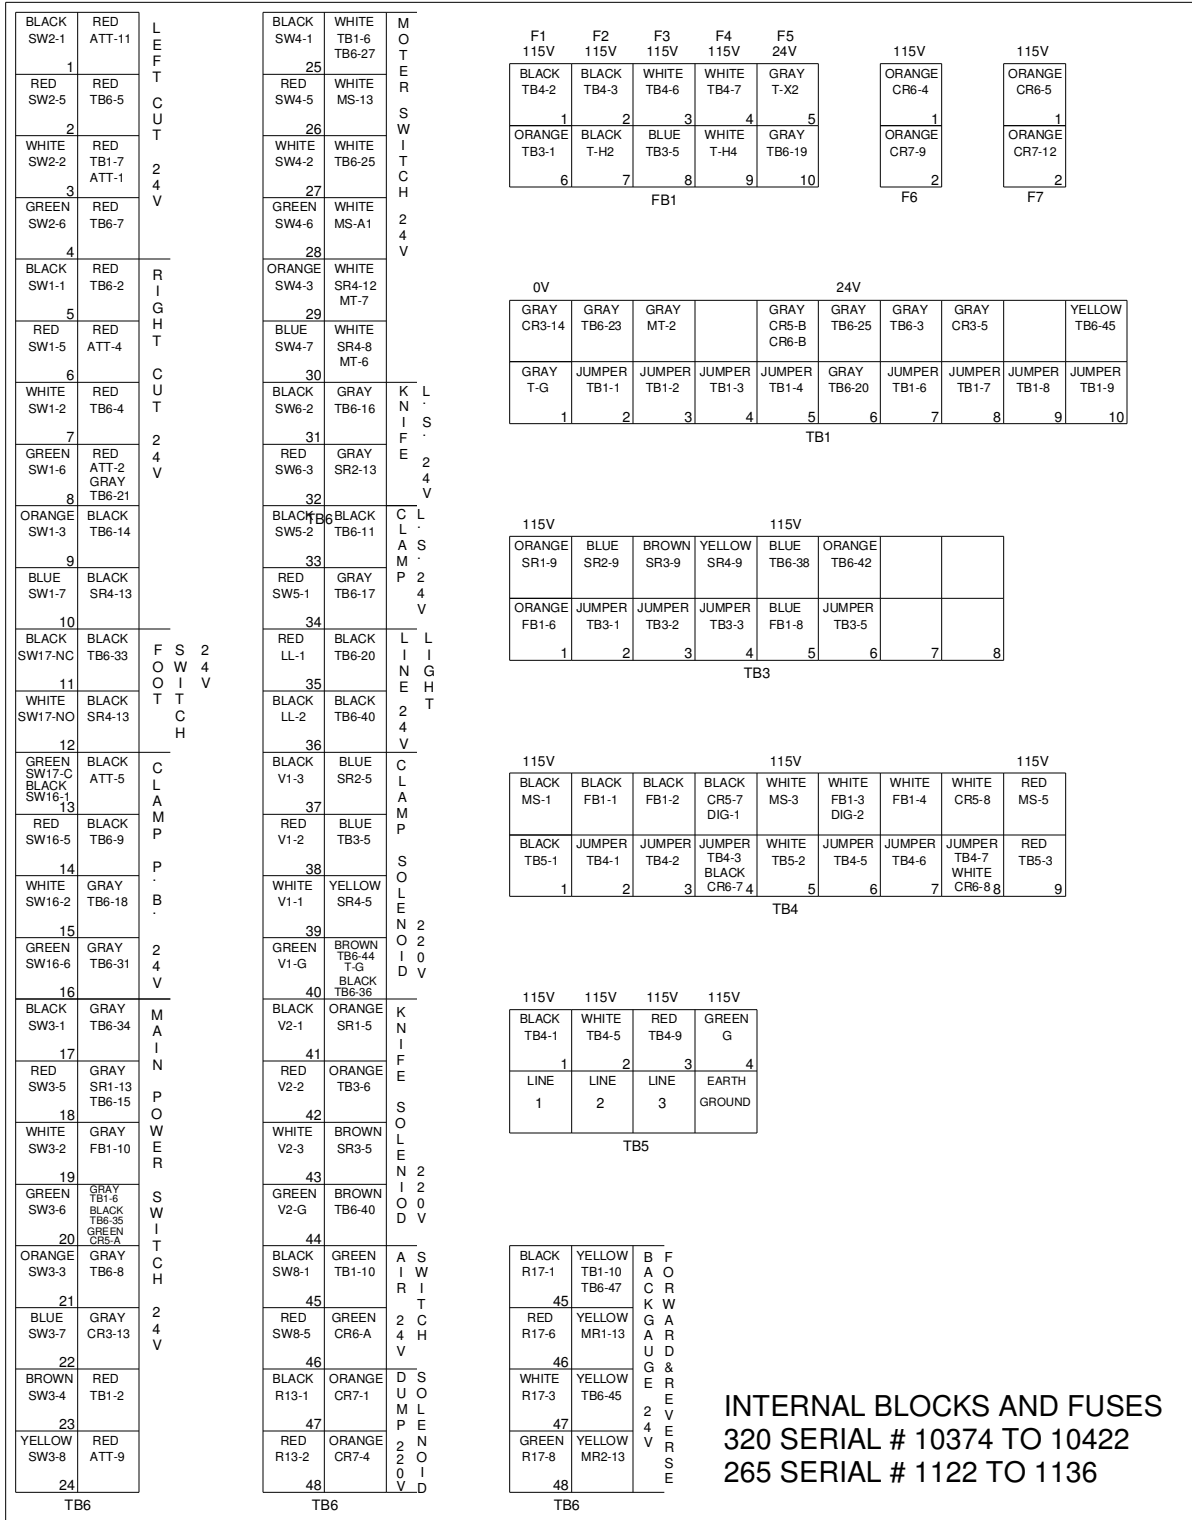 BLACK RED
SW2-1 ATT-11
1
RED RED
SW2-5 TB6-5
2
WHITE RED
SW2-2 TB1-7
ATT-1
3
GREEN RED
SW2-6 TB6-7
4
LEFT CUT 24V
BLACK RED
SW1-1 TB6-2
5
RED RED
SW1-5 ATT-4
6
WHITE RED
SW1-2 TB6-4
7
GREEN RED
SW1-6 ATT-2
GRAY
TB6-21
8
ORANGE BLACK
SW1-3 TB6-14
9
BLUE BLACK
SW1-7 SR4-13
10
RIGHT CUT 24V
BLACK BLACK
SW17-NC TB6-33
11
WHITE BLACK
SW17-NO SR4-13
12
FOOT
SWITCH
24V
GREEN BLACK
SW17-C ATT-5
BLACK
SW16-1
13
RED BLACK
SW16-5 TB6-9
14
WHITE GRAY
SW16-2 TB6-18
15
GREEN GRAY
SW16-6 TB6-31
16
CLAMP P.B. 24V
BLACK GRAY
SW3-1 TB6-34
17
RED GRAY
SW3-5 SR1-13
TB6-15
18
WHITE GRAY
SW3-2 FB1-10
19
GREEN GRAY
SW3-6 TB1-6
BLACK
TB6-35
GREEN
CR5-A
20
ORANGE GRAY
SW3-3 TB6-8
21
BLUE GRAY
SW3-7 CR3-13
22
BROWN RED
SW3-4 TB1-2
23
YELLOW RED
SW3-8 ATT-9
24
MAIN POWER SWITCH 24V
TB6
BLACK WHITE
SW4-1 TB1-6
TB6-27
25
RED WHITE
SW4-5 MS-13
26
WHITE WHITE
SW4-2 TB6-25
27
GREEN WHITE
SW4-6 MS-A1
28
ORANGE WHITE
SW4-3 SR4-12
MT-7
29
BLUE WHITE
SW4-7 SR4-8
MT-6
30
MOTER SWITCH 24V
BLACK GRAY
SW6-2 TB6-16
31
RED GRAY
SW6-3 SR2-13
32
KNIFE
L.S. 24V
TB6
BLACK BLACK
SW5-2 TB6-11
33
RED GRAY
SW5-1 TB6-17
34
CLAMP
L.S. 24V
RED BLACK
LL-1 TB6-20
35
BLACK BLACK
LL-2 TB6-40
36
LINE 24V
LIGHT
BLACK BLUE
V1-3 SR2-5
37
RED BLUE
V1-2 TB3-5
38
WHITE YELLOW
V1-1 SR4-5
39
GREEN BROWN
V1-G TB6-44
T-G
BLACK
TB6-36
40
CLAMP SOLENOID
220V
BLACK ORANGE
V2-1 SR1-5
41
RED ORANGE
V2-2 TB3-6
42
WHITE BROWN
V2-3 SR3-5
43
GREEN BROWN
V2-G TB6-40
44
KNIFE SOLENIOD
220V
BLACK GREEN
SW8-1 TB1-10
45
RED GREEN
SW8-5 CR6-A
46
AIR 24V
SWITCH
BLACK ORANGE
R13-1 CR7-1
47
RED ORANGE
R13-2 CR7-4
48
DUMP 220V
SOLENOID
TB6
F1 F2 F3 F4 F5
115V 115V 115V 115V 24V
BLACK BLACK WHITE WHITE GRAY
TB4-2 TB4-3 TB4-6 TB4-7 T-X2
1 2 3 4 5
ORANGE BLACK BLUE WHITE GRAY
TB3-1 T-H2 TB3-5 T-H4 TB6-19
6 7 8 9 10
FB1
115V
ORANGE
CR6-4
1
ORANGE
CR7-9
2
F6
115V
ORANGE
CR6-5
1
ORANGE
CR7-12
2
F7
0V 24V
GRAY GRAY GRAY GRAY GRAY GRAY GRAY YELLOW
CR3-14 TB6-23 MT-2 CR5-B TB6-25 TB6-3 CR3-5 TB6-45
CR6-B
GRAY JUMPER JUMPER JUMPER JUMPER GRAY JUMPER JUMPER JUMPER JUMPER
T-G TB1-1 TB1-2 TB1-3 TB1-4 TB6-20 TB1-6 TB1-7 TB1-8 TB1-9
1 2 3 4 5 6 7 8 9 10
TB1
115V 115V
ORANGE BLUE BROWN YELLOW BLUE ORANGE
SR1-9 SR2-9 SR3-9 SR4-9 TB6-38 TB6-42
ORANGE JUMPER JUMPER JUMPER BLUE JUMPER
FB1-6 TB3-1 TB3-2 TB3-3 FB1-8 TB3-5
1 2 3 4 5 6 7 8
TB3
115V 115V 115V
BLACK BLACK BLACK BLACK WHITE WHITE WHITE WHITE RED
MS-1 FB1-1 FB1-2 CR5-7 MS-3 FB1-3 FB1-4 CR5-8 MS-5
DIG-1 DIG-2
BLACK JUMPER JUMPER JUMPER WHITE JUMPER JUMPER JUMPER RED
TB5-1 TB4-1 TB4-2 TB4-3 TB5-2 TB4-5 TB4-6 TB4-7 TB5-3
BLACK WHITE
CR6-7 CR6-8
1 2 3 4 5 6 7 8 9
TB4
115V 115V 115V 115V
BLACK WHITE RED GREEN
TB4-1 TB4-5 TB4-9 G
1 2 3 4
LINE LINE LINE EARTH
1 2 3 GROUND
TB5
BLACK YELLOW
R17-1 TB1-10
TB6-47
45
RED YELLOW
R17-6 MR1-13
46
WHITE YELLOW
R17-3 TB6-45
47
GREEN YELLOW
R17-8 MR2-13
48
BACKGAUGE 24V
FORWARD&REVERSE
TB6
INTERNAL BLOCKS AND FUSES
320 SERIAL # 10374 TO 10422
265 SERIAL # 1122 TO 1136